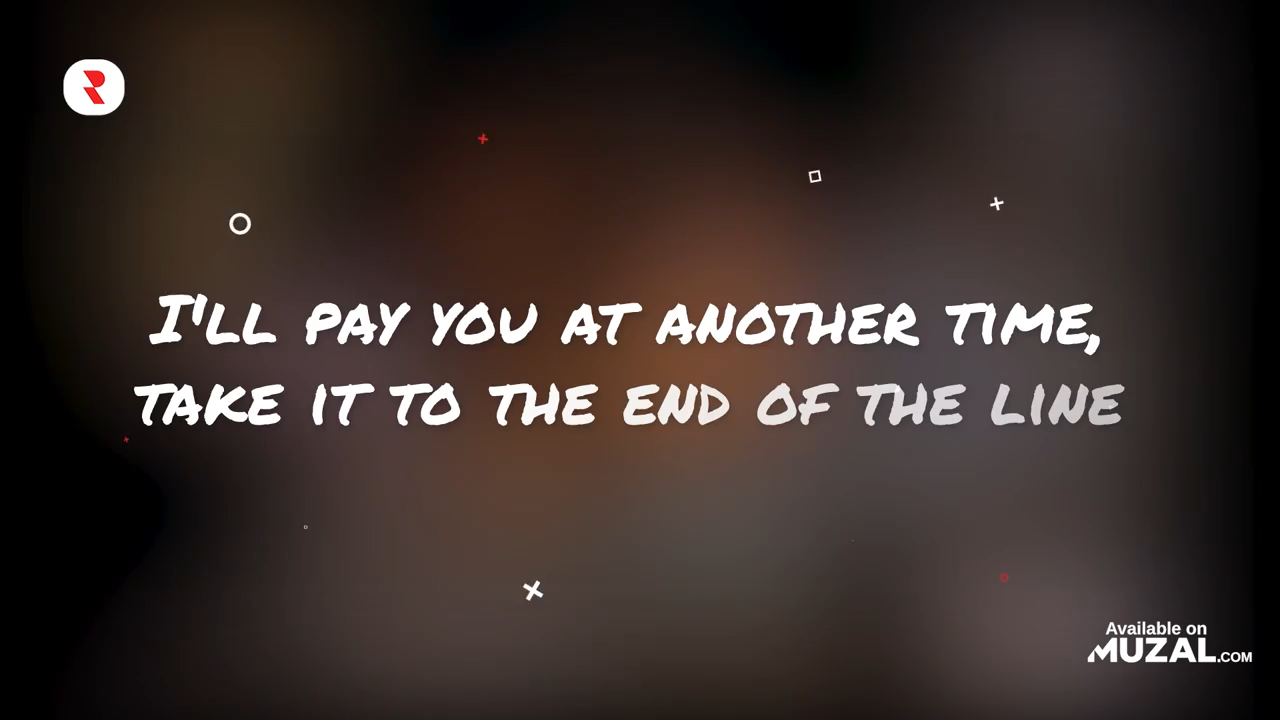 I'LL PAY YOU AT ANOTHER TIME,
TAKE IT TO THE END OF THE LINE
Available on
MUZAL.COM